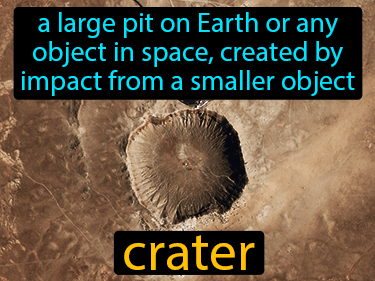 a large pit on Earth or any
object in space, created by
impact from a smaller object
crater